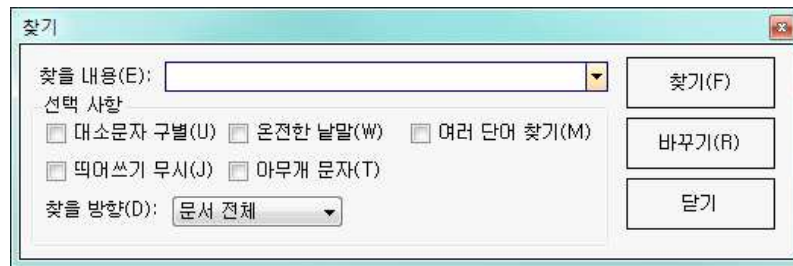 찾기
찾을 내용(E):
찾기(F)
선택 사항
대소문자 구별(U) 온전한 낱말(W) 여러 단어 찾기(M)
바꾸기(R)
띄어쓰기 무시(J) 아무개 문자(T)
찾을 방향(D): 문서 전체
닫기